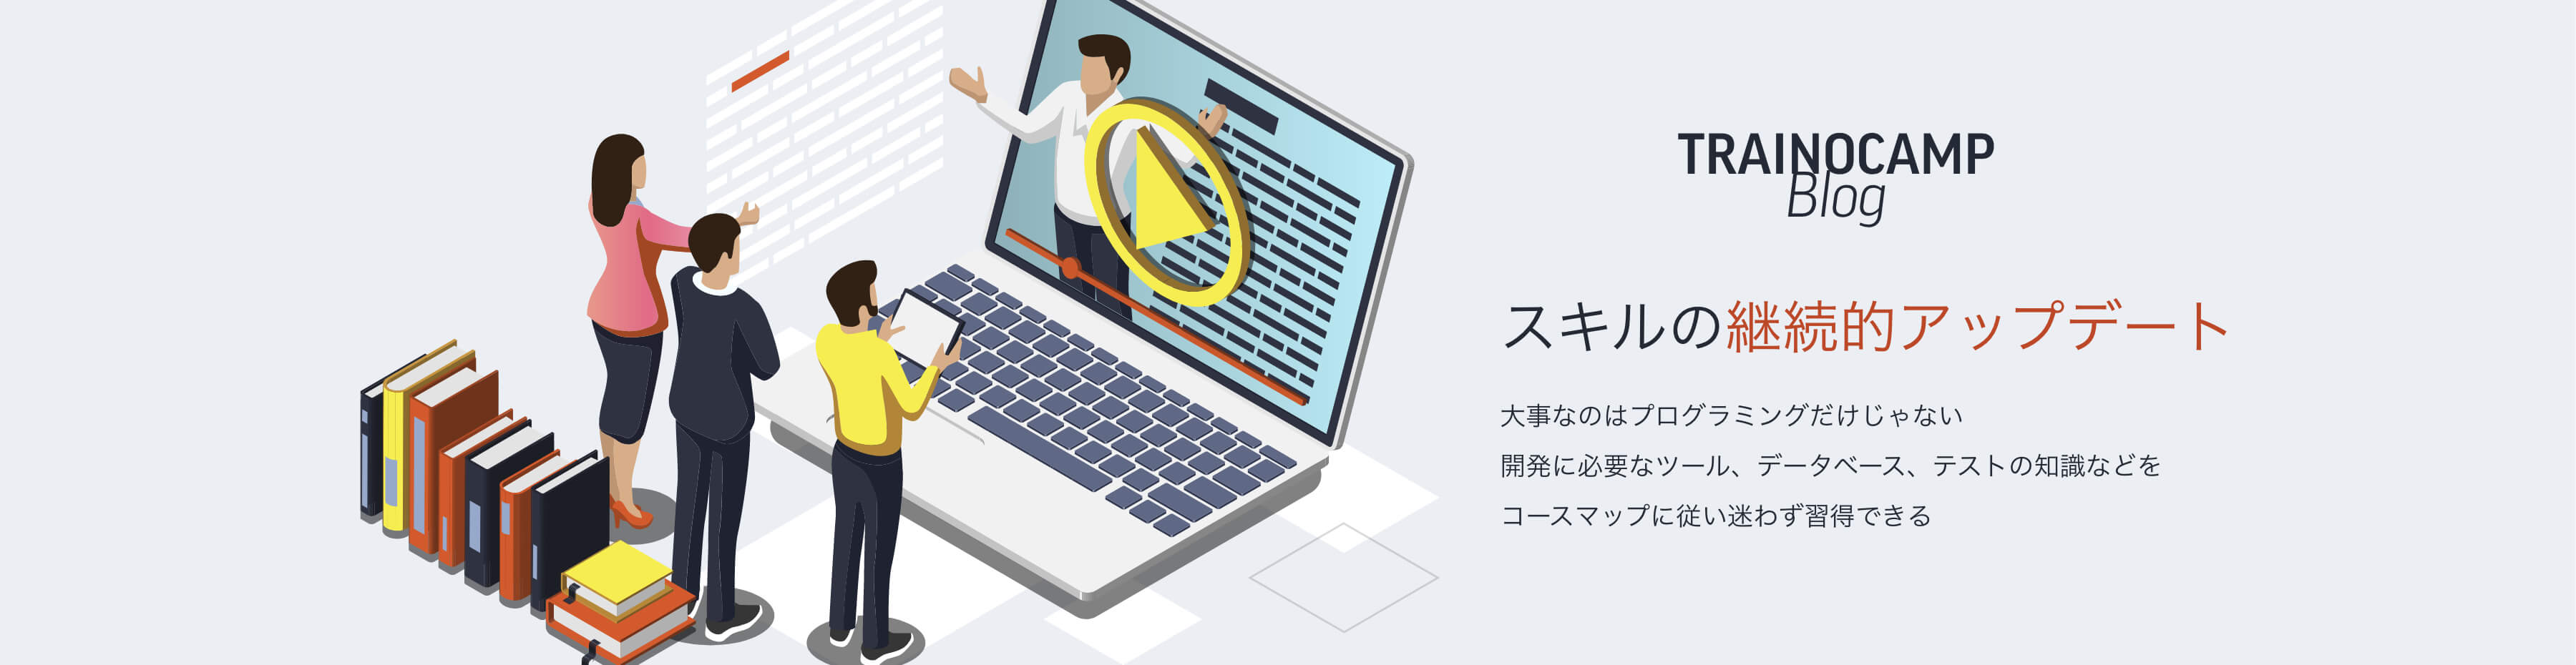 TRAINOCAMP
Blog
スキルの継続的アップデート
大事なのはプログラミングだけじゃない
開発に必要なツール、データベース、テストの知識などを
コースマップに従い迷わず習得できる